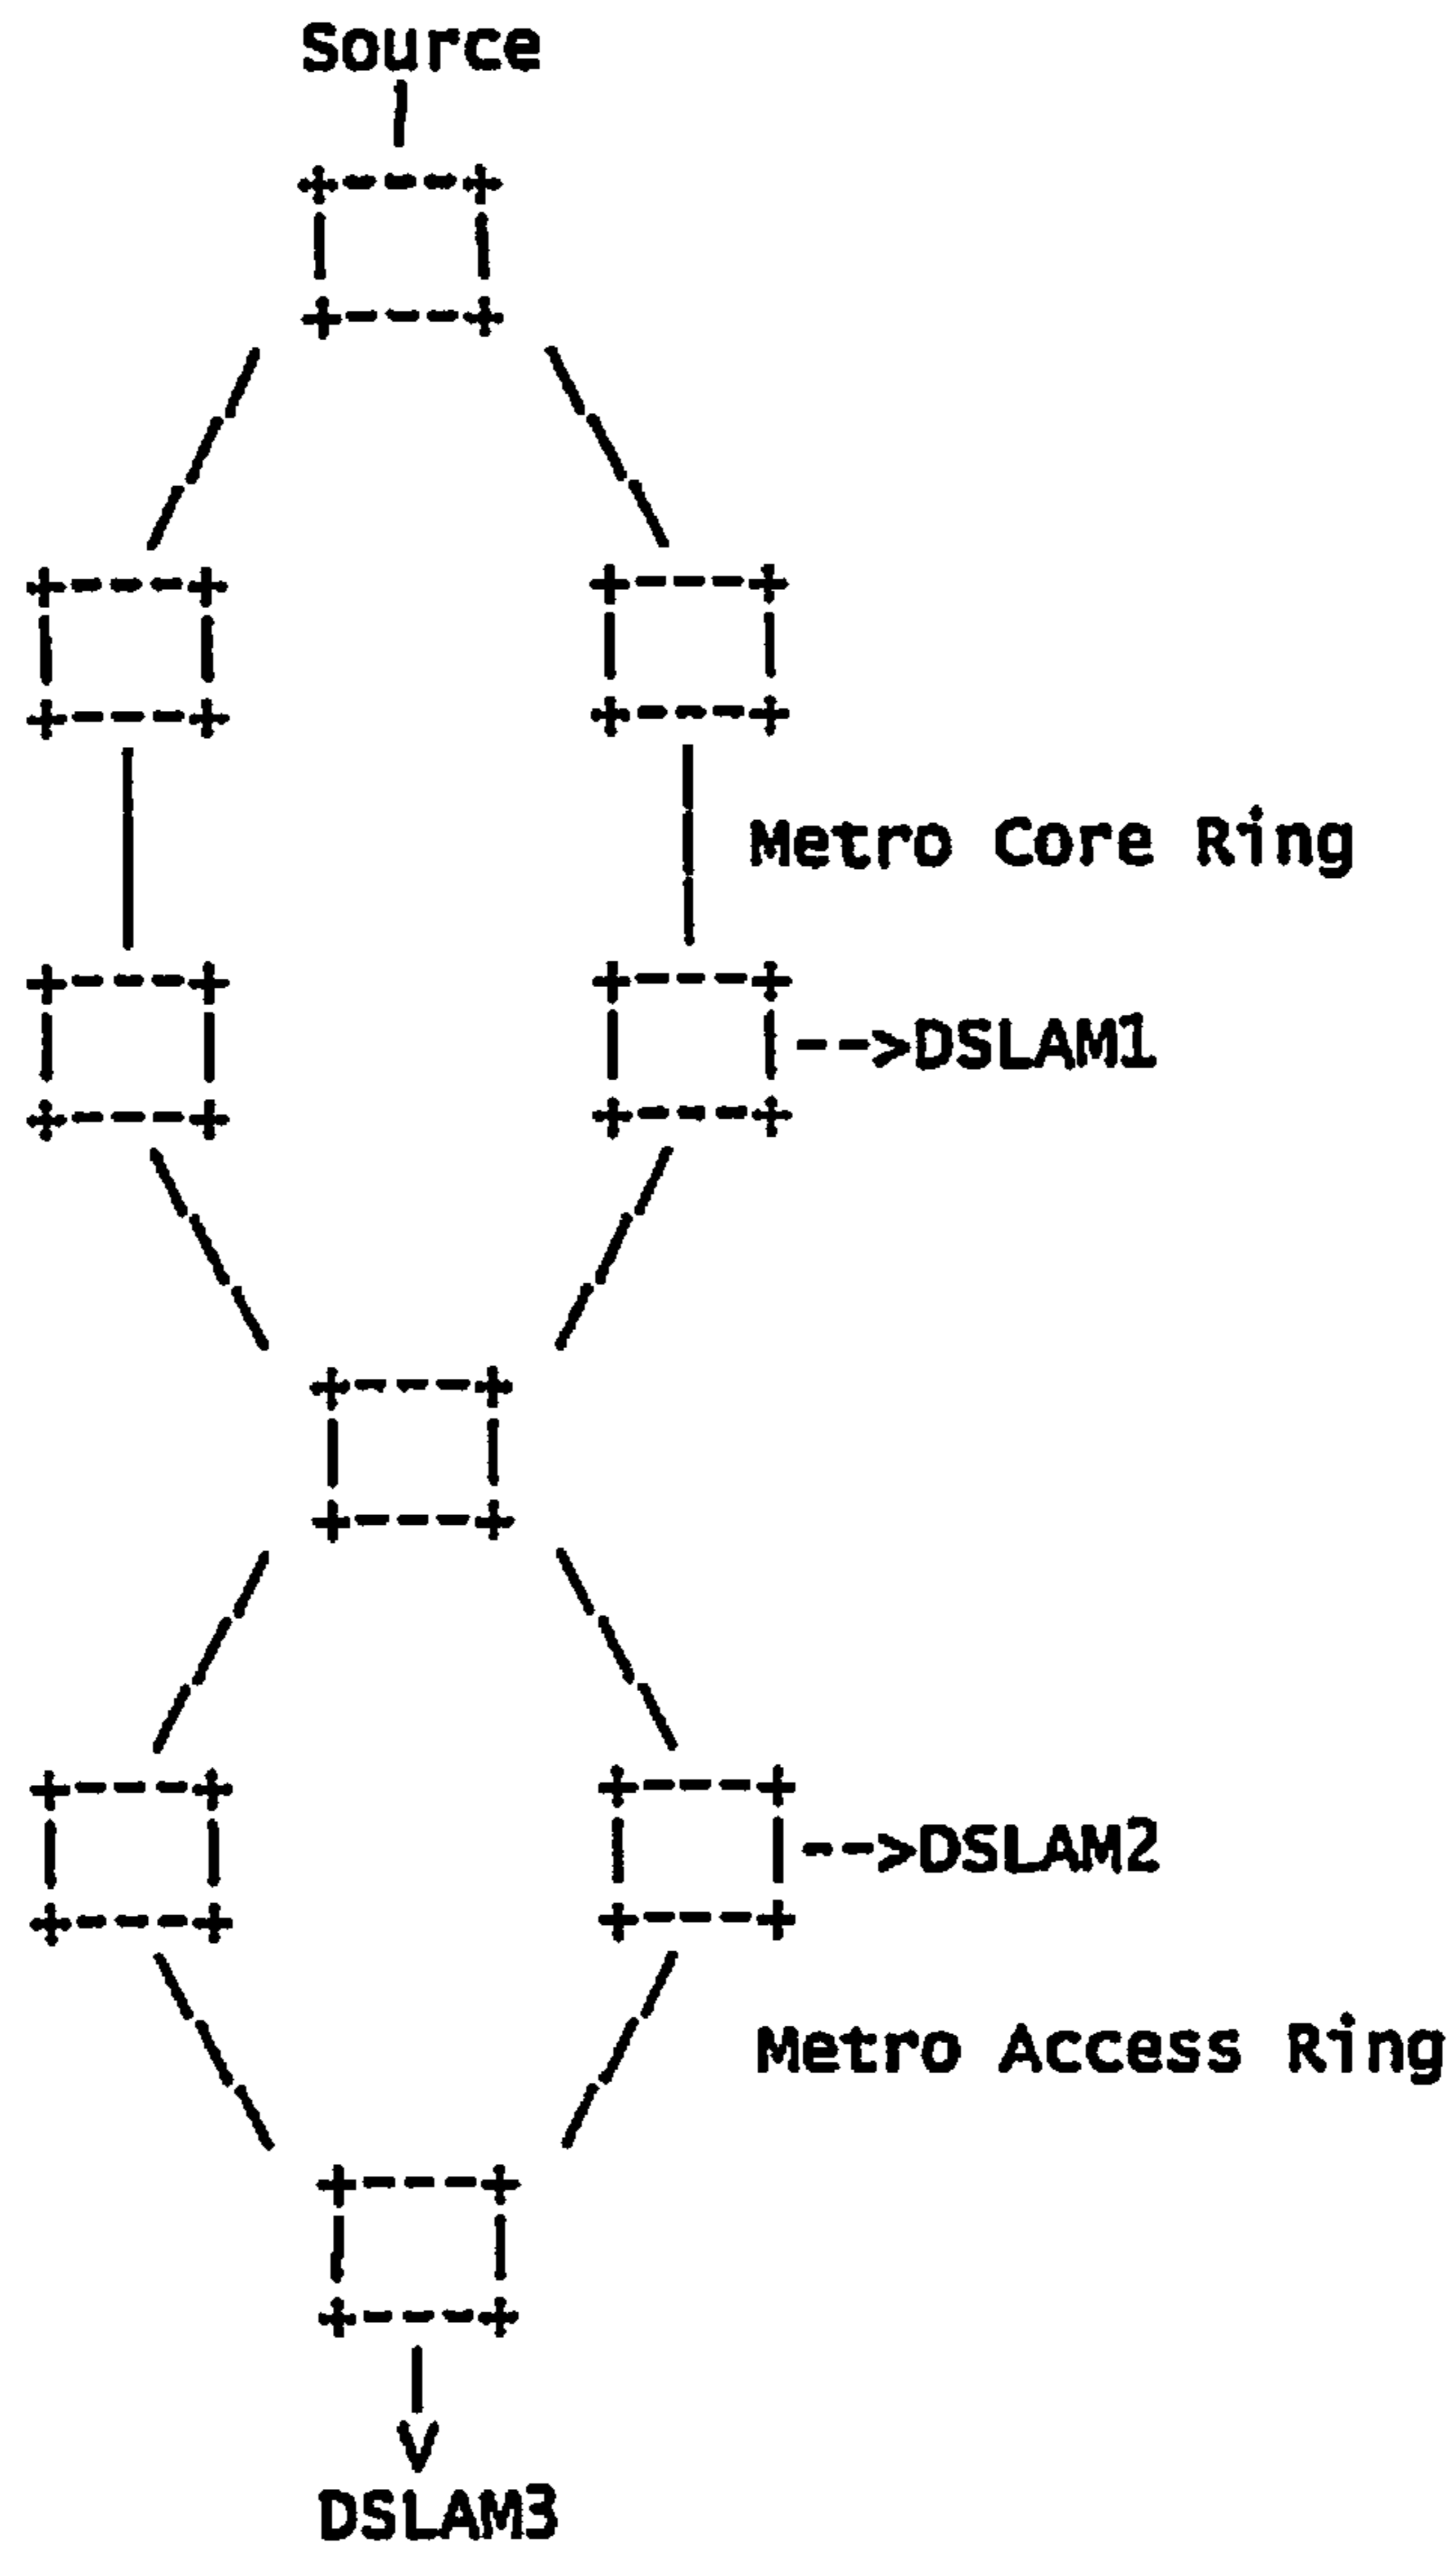 Source
Metro Core Ring
-->DSLAM1
-->DSLAM2
Metro Access Ring
DSLAM3